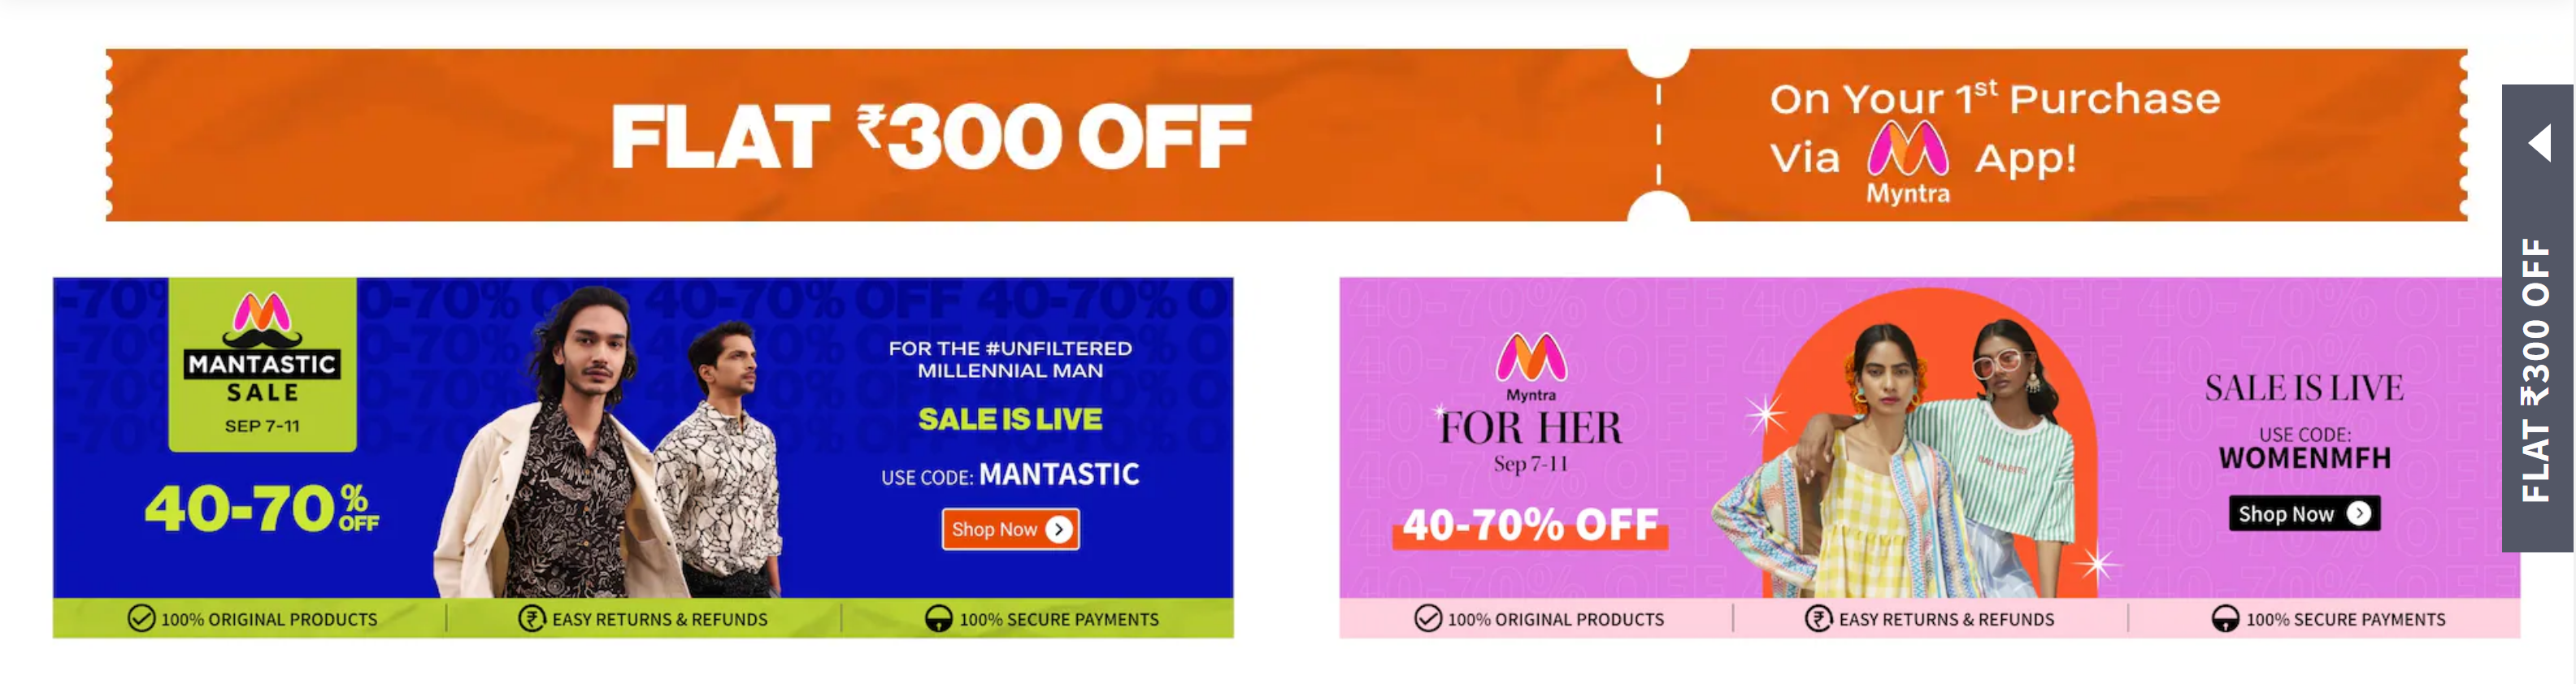 FLAT ₹300 OFF
On Your 1st Purchase
Via Myntra App!
MANTASTIC
SALE
SEP 7-11
40-70% OFF
FOR THE #UNFILTERED
MILLENNIAL MAN
SALE IS LIVE
USE CODE: MANTASTIC
Shop Now
100% ORIGINAL PRODUCTS
EASY RETURNS & REFUNDS
100% SECURE PAYMENTS
Myntra
FOR HER
Sep 7-11
40-70% OFF
SALE IS LIVE
USE CODE:
WOMENMFH
Shop Now
100% ORIGINAL PRODUCTS
EASY RETURNS & REFUNDS
100% SECURE PAYMENTS
FLAT ₹300 OFF